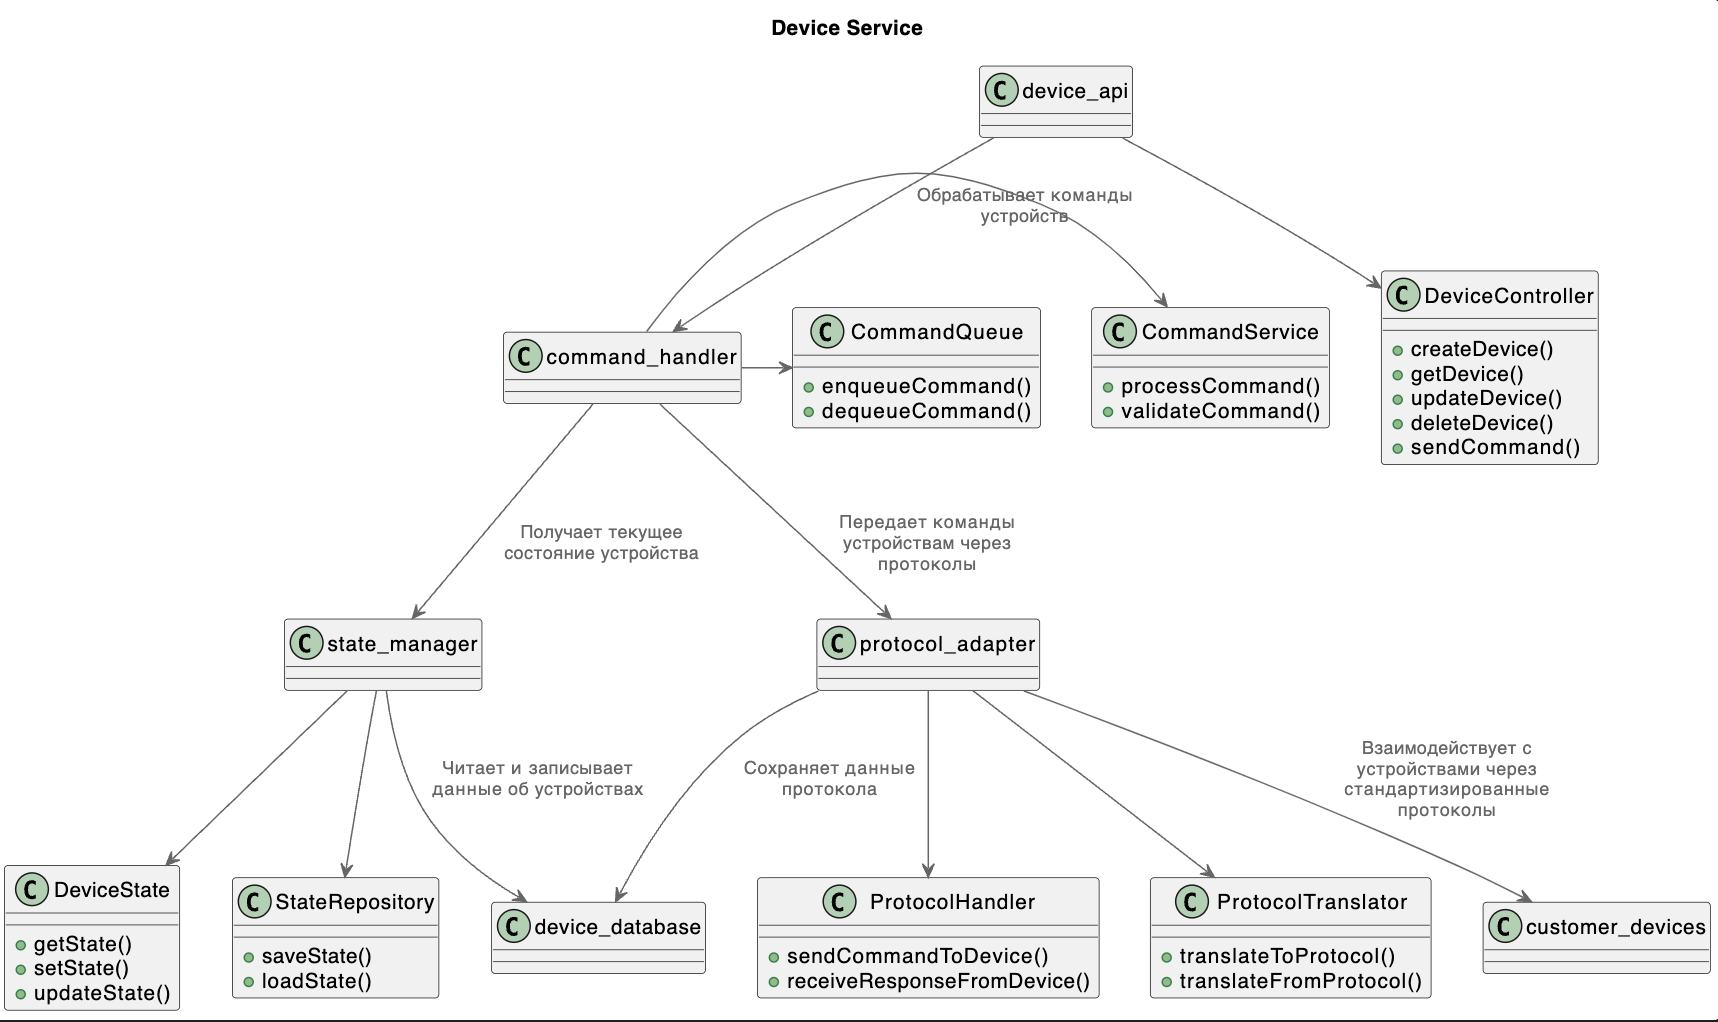 Device Service
C device_api
Обрабатывает команды
устройств
C command_handler
C CommandQueue
enqueueCommand()
dequeueCommand()
C CommandService
processCommand()
validateCommand()
C DeviceController
createDevice()
getDevice()
updateDevice()
deleteDevice()
sendCommand()
Получает текущее
состояние устройства
Передает команды
устройствам через
протоколы
C state_manager
C protocol_adapter
Читает и записывает
данные об устройствах
Сохраняет данные
протокола
Взаимодействует с
устройствами через
стандартизированные
протоколы
C DeviceState
getState()
setState()
updateState()
C StateRepository
saveState()
loadState()
C device_database
C ProtocolHandler
sendCommandToDevice()
receiveResponseFromDevice()
C ProtocolTranslator
translateToProtocol()
translateFromProtocol()
C customer_devices